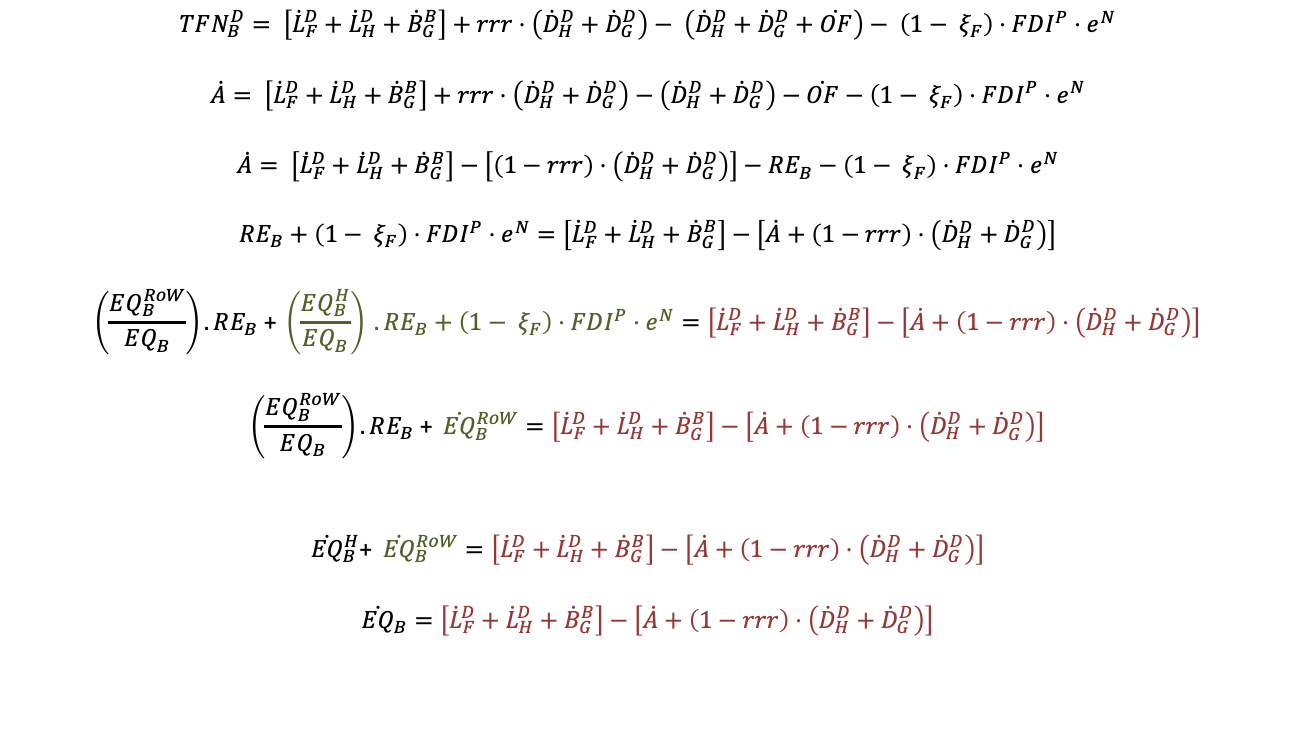 TFN_B^D = [L̇_F^D + L̇_H^D + Ḃ_G^B] + rrr · (Ḋ_H^D + Ḋ_G^D) − (Ḋ_H^D + Ḋ_G^D + OḞ) − (1 − ξ_F) · FDI^P · e^N
Ȧ = [L̇_F^D + L̇_H^D + Ḃ_G^B] + rrr · (Ḋ_H^D + Ḋ_G^D) − (Ḋ_H^D + Ḋ_G^D) − OḞ − (1 − ξ_F) · FDI^P · e^N
Ȧ = [L̇_F^D + L̇_H^D + Ḃ_G^B] − [(1 − rrr) · (Ḋ_H^D + Ḋ_G^D)] − RE_B − (1 − ξ_F) · FDI^P · e^N
RE_B + (1 − ξ_F) · FDI^P · e^N = [L̇_F^D + L̇_H^D + Ḃ_G^B] − [Ȧ + (1 − rrr) · (Ḋ_H^D + Ḋ_G^D)]
(EQ_B^{RoW} / EQ_B) . RE_B + (EQ_B^H / EQ_B) . RE_B + (1 − ξ_F) · FDI^P · e^N = [L̇_F^D + L̇_H^D + Ḃ_G^B] − [Ȧ + (1 − rrr) · (Ḋ_H^D + Ḋ_G^D)]
(EQ_B^{RoW} / EQ_B) . RE_B + EQ̇_B^{RoW} = [L̇_F^D + L̇_H^D + Ḃ_G^B] − [Ȧ + (1 − rrr) · (Ḋ_H^D + Ḋ_G^D)]
EQ̇_B^H + EQ̇_B^{RoW} = [L̇_F^D + L̇_H^D + Ḃ_G^B] − [Ȧ + (1 − rrr) · (Ḋ_H^D + Ḋ_G^D)]
EQ̇_B = [L̇_F^D + L̇_H^D + Ḃ_G^B] − [Ȧ + (1 − rrr) · (Ḋ_H^D + Ḋ_G^D)]